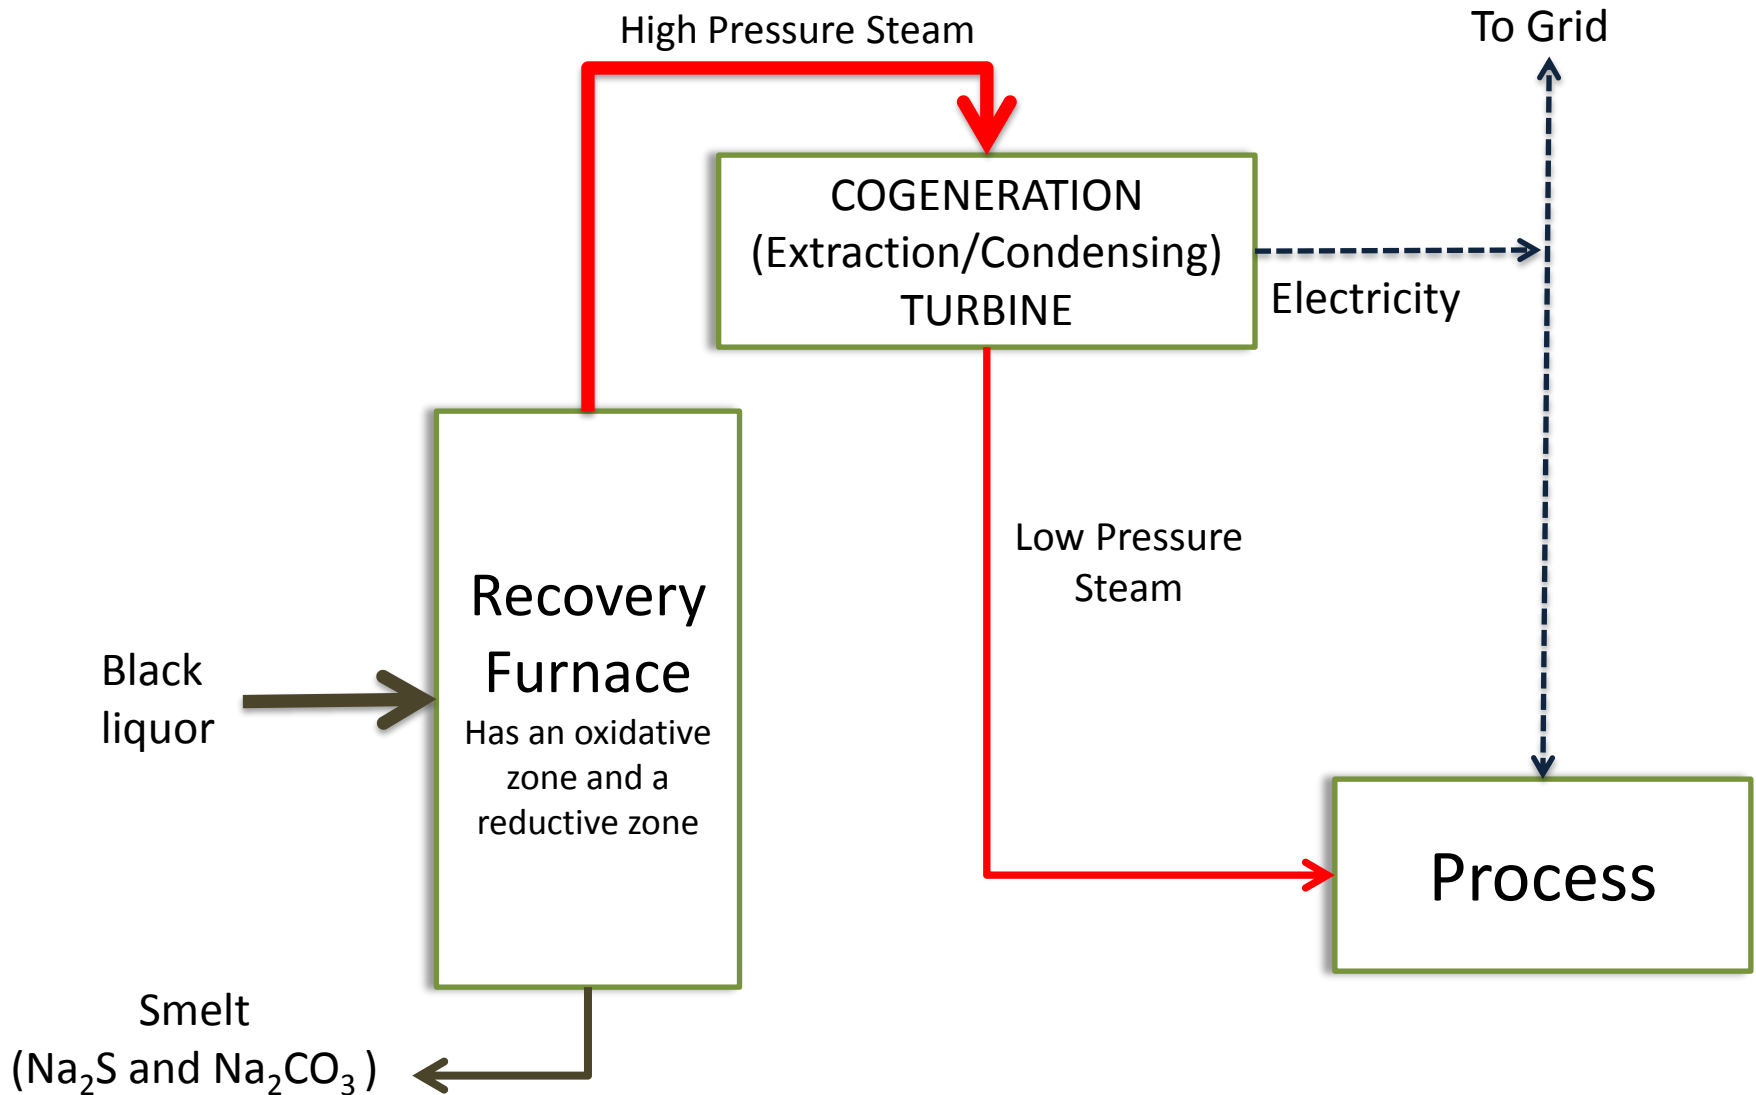 High Pressure Steam
To Grid
COGENERATION
(Extraction/Condensing)
TURBINE
Electricity
Low Pressure
Steam
Recovery
Furnace
Has an oxidative
zone and a
reductive zone
Black
liquor
Process
Smelt
(Na₂S and Na₂CO₃ )